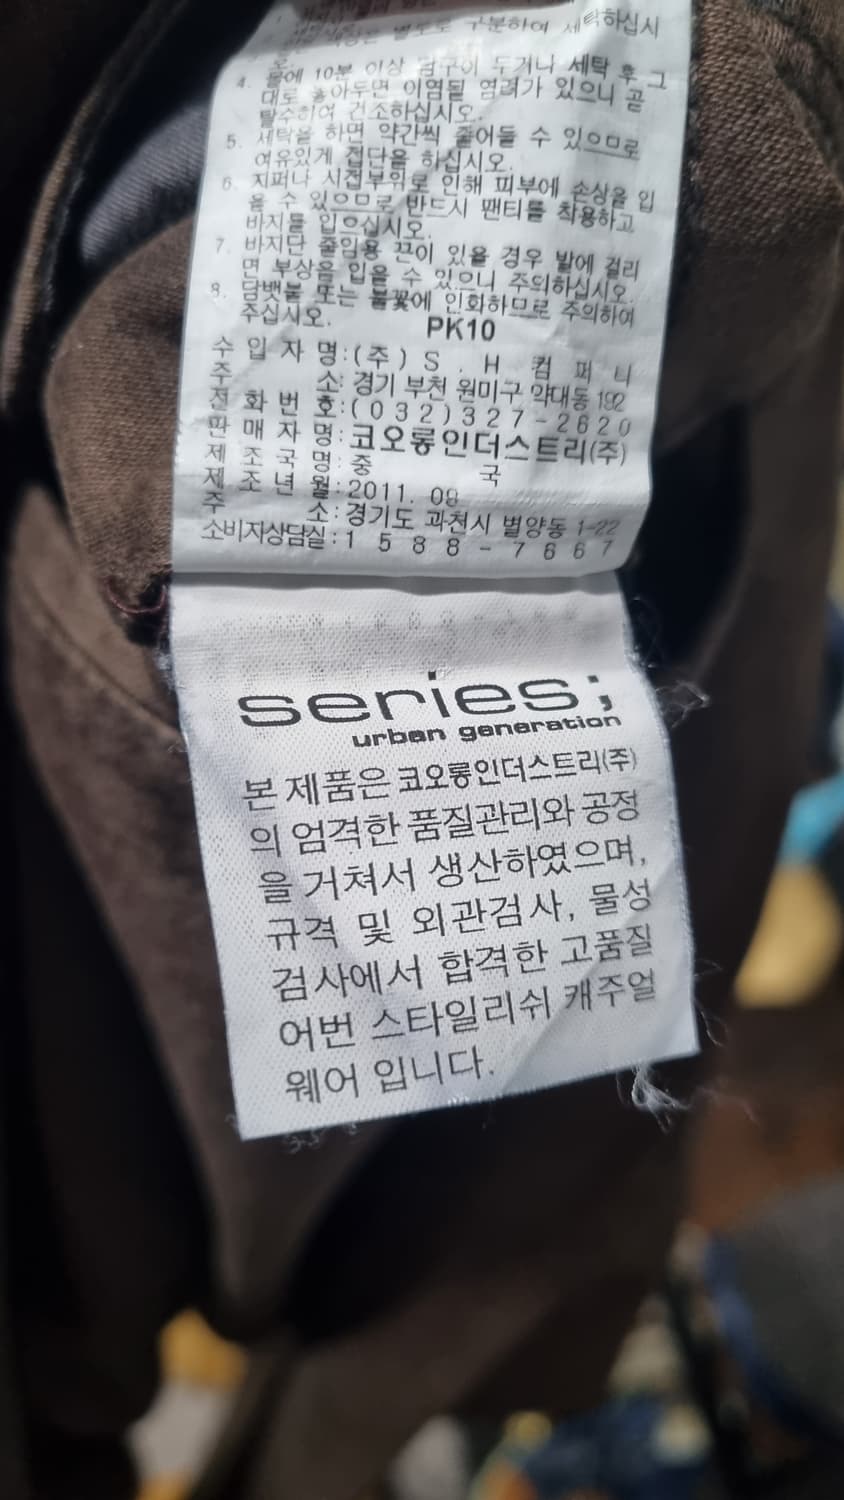 구분하여 세탁하십시
오.
4. 물에 10분 이상 담구어 두거나 세탁 후 그
대로 놓아두면 이염될 염려가 있으니 곧
탈수하여 건조하십시오.
5. 세탁을 하면 약간씩 줄어들 수 있으므로
여유있게 접단을 하십시오.
6. 지퍼나 시접부위로 인해 피부에 손상을 입
을 수 있으므로 반드시 팬티를 착용하고
바지를 입으십시오.
7. 바지단 줄임용 끈이 있을 경우 발에 걸리
면 부상을 입을 수 있으니 주의하십시오.
8. 담뱃불 또는 불꽃에 인화하므로 주의하여
주십시오.
PK10
수 입 자 명:(주) S . H 컴 퍼 니
주 소: 경기 부천 원미구 약대동 192
전 화 번 호:(032)327-2620
판 매 자 명:코오롱인더스트리(주)
제 조 국 명:중 국
제 조 년 월:2011. 09
주 소:경기도 과천시 별양동 1-22
소비자상담실:1588-7667
series;
urban generation
본 제품은 코오롱인더스트리(주)
의 엄격한 품질관리와 공정
을 거쳐서 생산하였으며,
규격 및 외관검사, 물성
검사에서 합격한 고품질
어번 스타일리쉬 캐주얼
웨어 입니다.